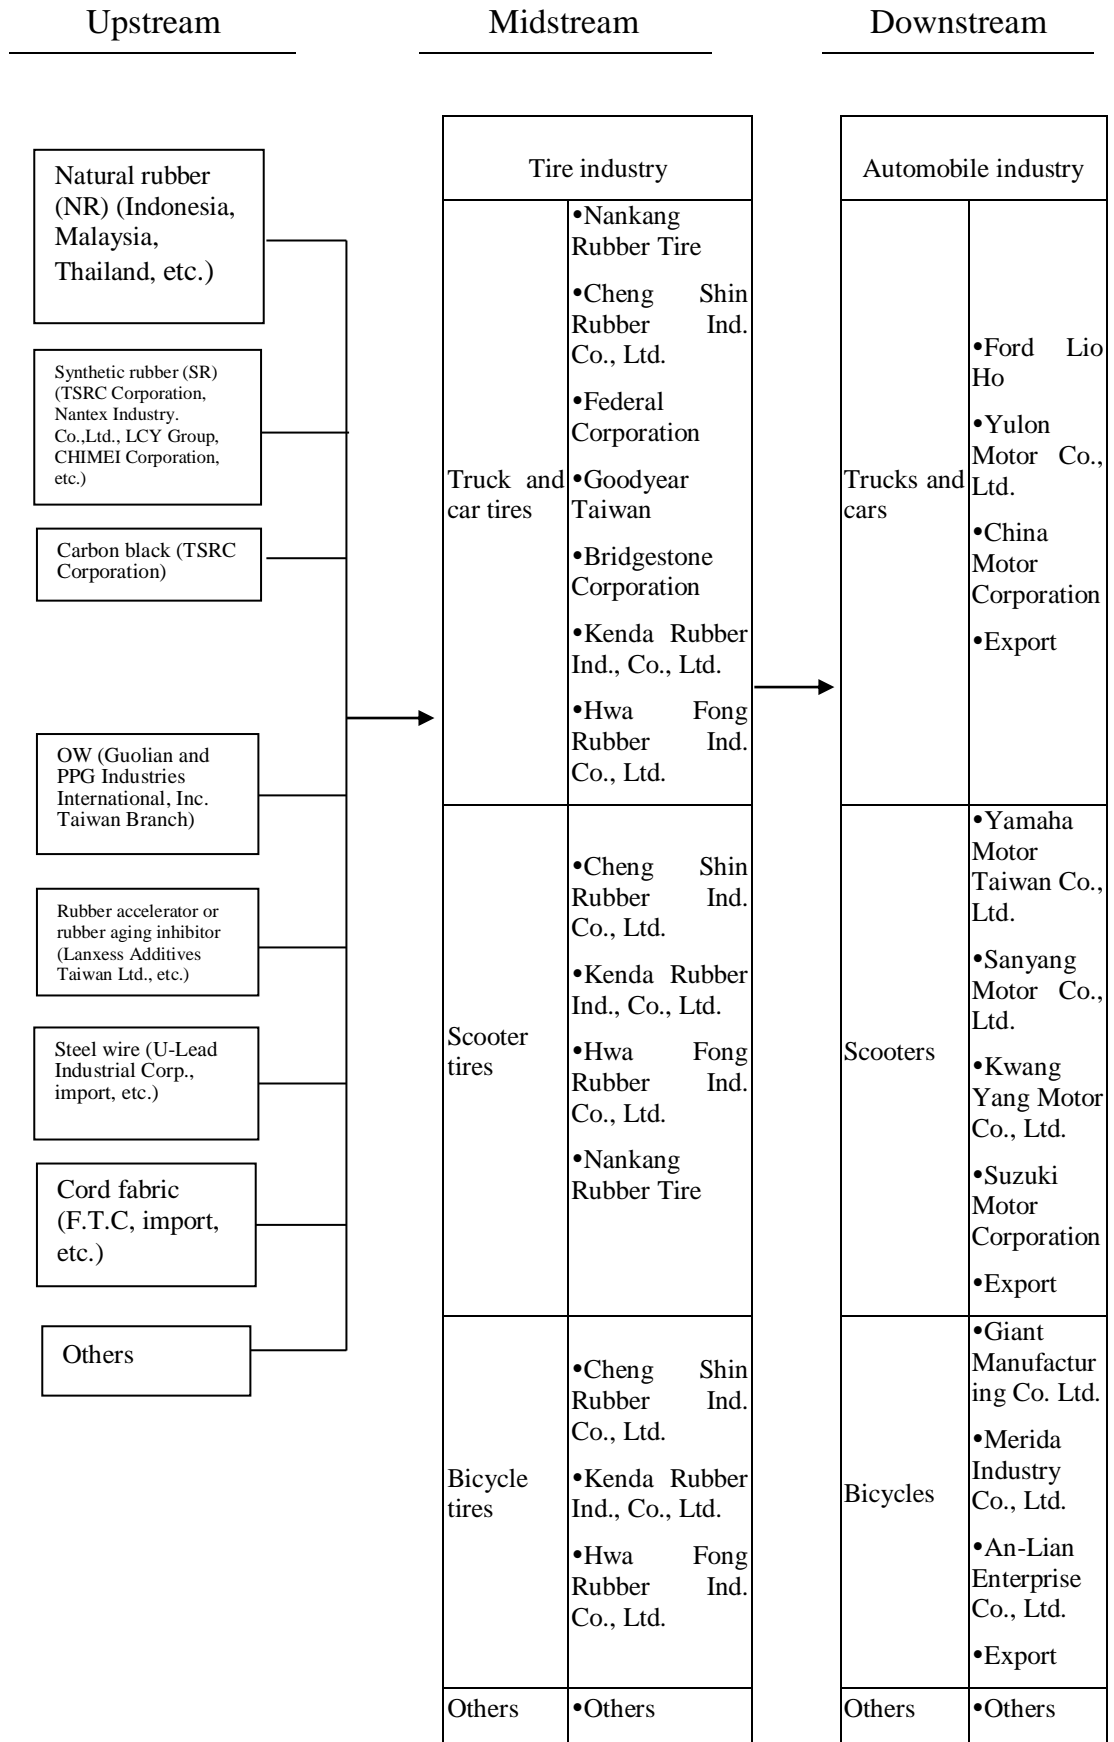 Upstream
Midstream
Downstream
Natural rubber
(NR) (Indonesia,
Malaysia,
Thailand, etc.)
Synthetic rubber (SR)
(TSRC Corporation,
Nantex Industry.
Co.,Ltd., LCY Group,
CHIMEI Corporation,
etc.)
Carbon black (TSRC
Corporation)
OW (Guolian and
PPG Industries
International, Inc.
Taiwan Branch)
Rubber accelerator or
rubber aging inhibitor
(Lanxess Additives
Taiwan Ltd., etc.)
Steel wire (U-Lead
Industrial Corp.,
import, etc.)
Cord fabric
(F.T.C, import,
etc.)
Others
Tire industry
Truck and
car tires
•Nankang
Rubber Tire
•Cheng Shin
Rubber Ind.
Co., Ltd.
•Federal
Corporation
•Goodyear
Taiwan
•Bridgestone
Corporation
•Kenda Rubber
Ind., Co., Ltd.
•Hwa Fong
Rubber Ind.
Co., Ltd.
Scooter
tires
•Cheng Shin
Rubber Ind.
Co., Ltd.
•Kenda Rubber
Ind., Co., Ltd.
•Hwa Fong
Rubber Ind.
Co., Ltd.
•Nankang
Rubber Tire
Bicycle
tires
•Cheng Shin
Rubber Ind.
Co., Ltd.
•Kenda Rubber
Ind., Co., Ltd.
•Hwa Fong
Rubber Ind.
Co., Ltd.
Others
•Others
Automobile industry
Trucks and
cars
•Ford Lio
Ho
•Yulon
Motor Co.,
Ltd.
•China
Motor
Corporation
•Export
Scooters
•Yamaha
Motor
Taiwan Co.,
Ltd.
•Sanyang
Motor Co.,
Ltd.
•Kwang
Yang Motor
Co., Ltd.
•Suzuki
Motor
Corporation
•Export
Bicycles
•Giant
Manufactur
ing Co. Ltd.
•Merida
Industry
Co., Ltd.
•An-Lian
Enterprise
Co., Ltd.
•Export
Others
•Others